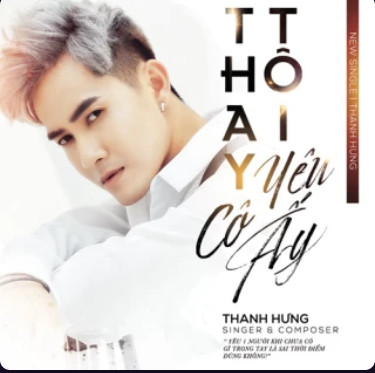 THAY
TÔI
Yêu
Cô Ấy
NEW SINGLE | THANH HƯNG
THANH HƯNG
SINGER & COMPOSER
" YÊU 1 NGƯỜI KHI CHƯA CÓ
GÌ TRONG TAY LÀ SAI THỜI ĐIỂM
ĐÚNG KHÔNG?"